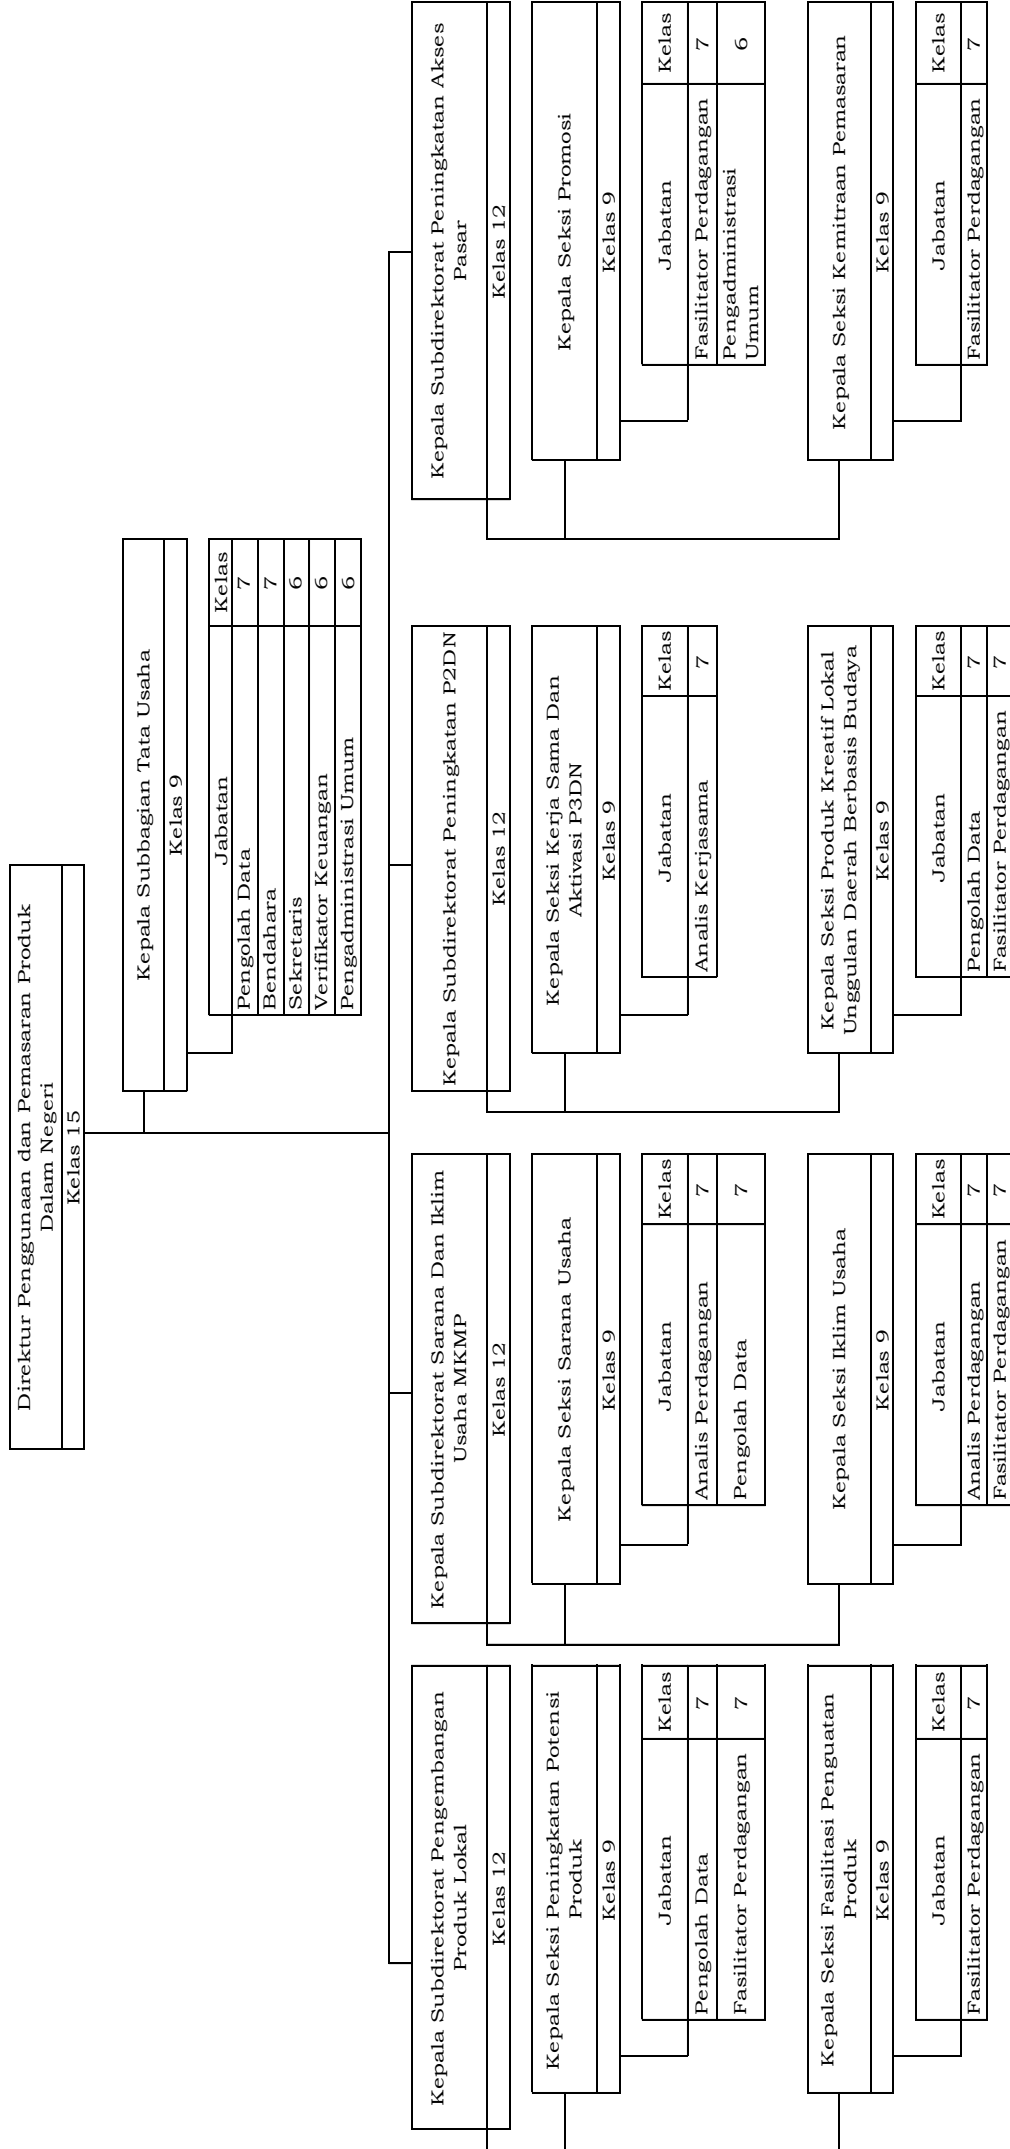 Direktur Penggunaan dan Pemasaran Produk
Dalam Negeri
Kelas 15
Kepala Subbagian Tata Usaha
Kelas 9
Jabatan Kelas
Pengolah Data 7
Bendahara 7
Sekretaris 6
Verifikator Keuangan 6
Pengadministrasi Umum 6
Kepala Subdirektorat Pengembangan
Produk Lokal
Kelas 12
Kepala Seksi Peningkatan Potensi
Produk
Kelas 9
Jabatan Kelas
Pengolah Data 7
Fasilitator Perdagangan 7
Kepala Seksi Fasilitasi Penguatan
Produk
Kelas 9
Jabatan Kelas
Fasilitator Perdagangan 7
Kepala Subdirektorat Sarana Dan Iklim
Usaha MKMP
Kelas 12
Kepala Seksi Sarana Usaha
Kelas 9
Jabatan Kelas
Analis Perdagangan 7
Pengolah Data 7
Kepala Seksi Iklim Usaha
Kelas 9
Jabatan Kelas
Analis Perdagangan 7
Fasilitator Perdagangan 7
Kepala Subdirektorat Peningkatan P2DN
Kelas 12
Kepala Seksi Kerja Sama Dan
Aktivasi P3DN
Kelas 9
Jabatan Kelas
Analis Kerjasama 7
Kepala Seksi Produk Kreatif Lokal
Unggulan Daerah Berbasis Budaya
Kelas 9
Jabatan Kelas
Pengolah Data 7
Fasilitator Perdagangan 7
Kepala Subdirektorat Peningkatan Akses
Pasar
Kelas 12
Kepala Seksi Promosi
Kelas 9
Jabatan Kelas
Fasilitator Perdagangan 7
Pengadministrasi 6
Umum
Kepala Seksi Kemitraan Pemasaran
Kelas 9
Jabatan Kelas
Fasilitator Perdagangan 7